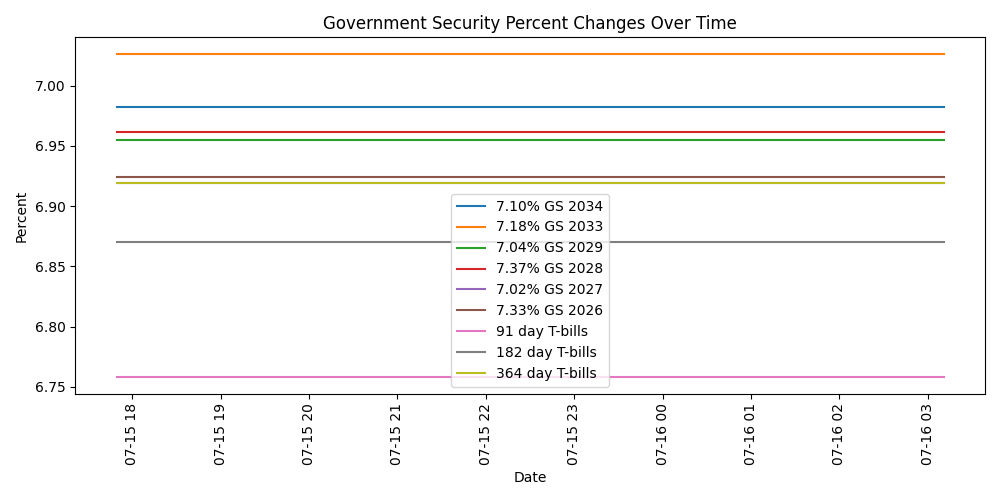 Government Security Percent Changes Over Time
Percent
7.00
6.95
6.90
6.85
6.80
6.75
7.10% GS 2034
7.18% GS 2033
7.04% GS 2029
7.37% GS 2028
7.02% GS 2027
7.33% GS 2026
91 day T-bills
182 day T-bills
364 day T-bills
07-15 18
07-15 19
07-15 20
07-15 21
07-15 22
07-15 23
07-16 00
07-16 01
07-16 02
07-16 03
Date